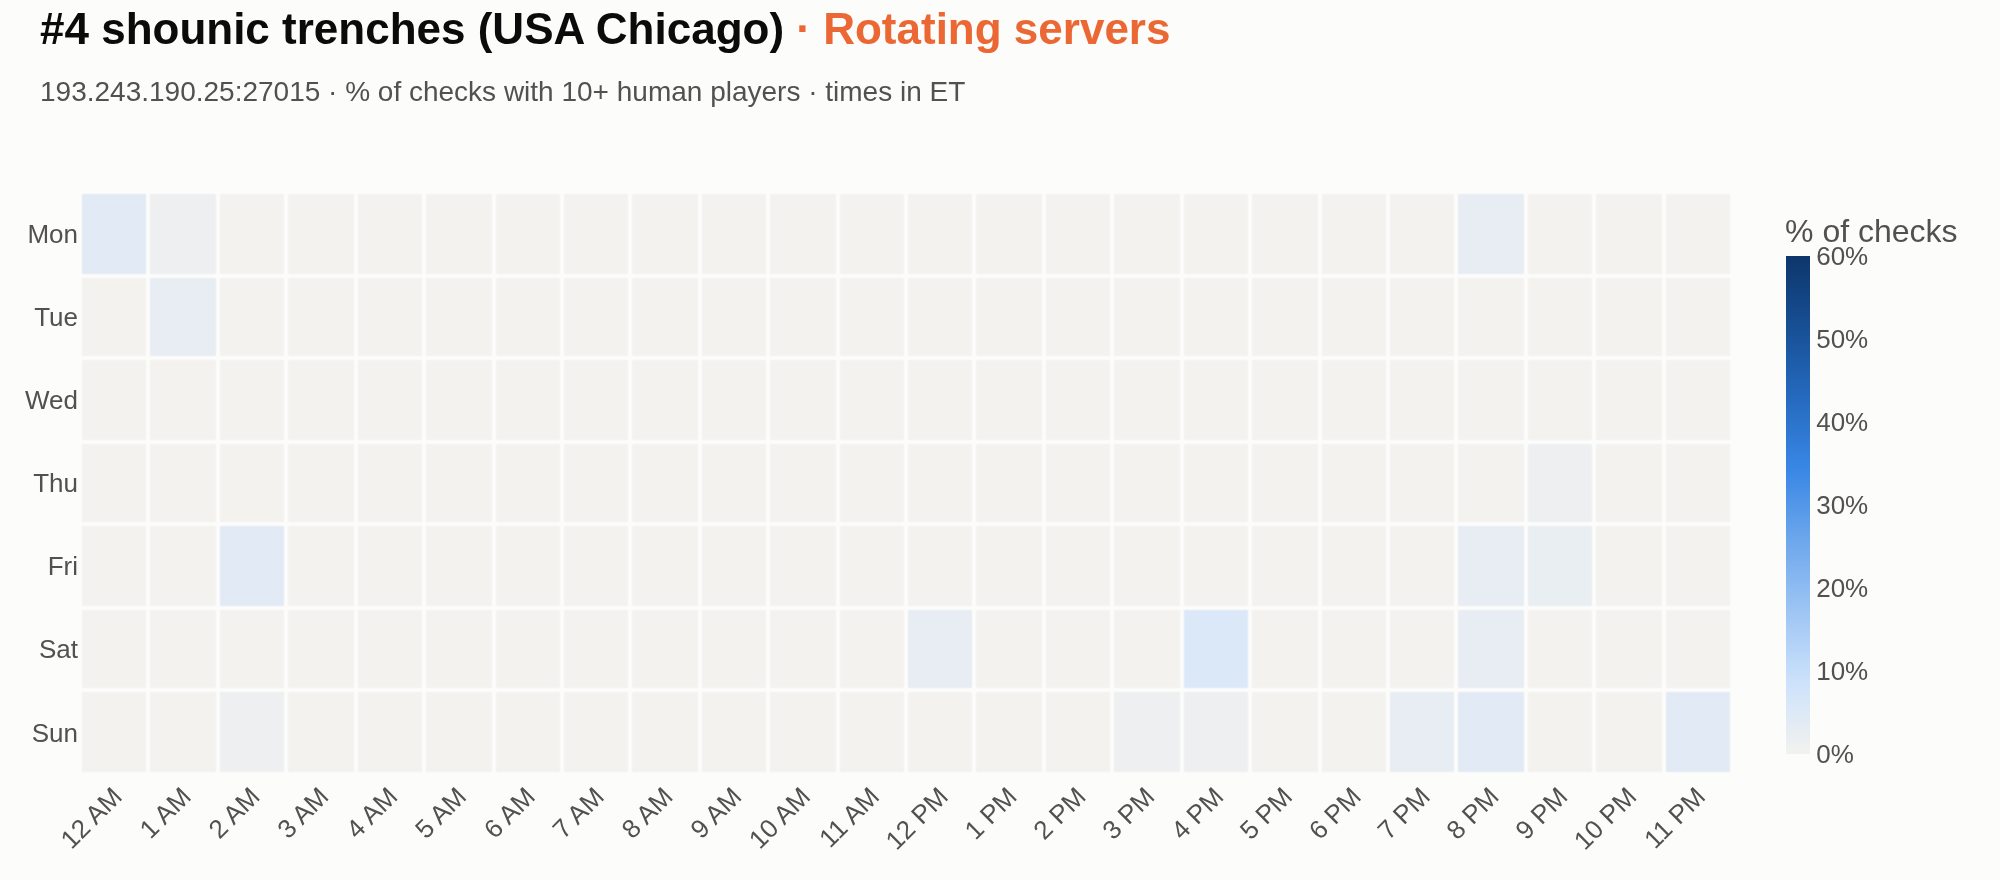 #4 shounic trenches (USA Chicago) · Rotating servers
193.243.190.25:27015 · % of checks with 10+ human players · times in ET
% of checks
60%
50%
40%
30%
20%
10%
0%
Mon
Tue
Wed
Thu
Fri
Sat
Sun
12 AM
1 AM
2 AM
3 AM
4 AM
5 AM
6 AM
7 AM
8 AM
9 AM
10 AM
11 AM
12 PM
1 PM
2 PM
3 PM
4 PM
5 PM
6 PM
7 PM
8 PM
9 PM
10 PM
11 PM